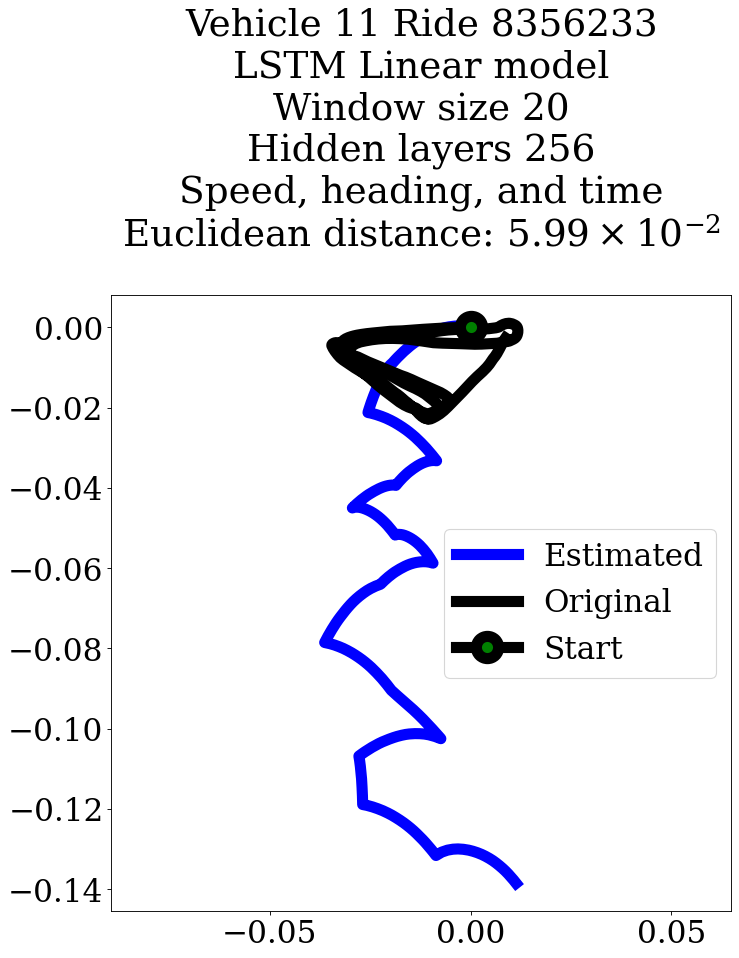 Vehicle 11 Ride 8356233
LSTM Linear model
Window size 20
Hidden layers 256
Speed, heading, and time
Euclidean distance: 5.99 × 10⁻²
0.00
−0.02
−0.04
−0.06
−0.08
−0.10
−0.12
−0.14
Estimated
Original
Start
−0.05 0.00 0.05